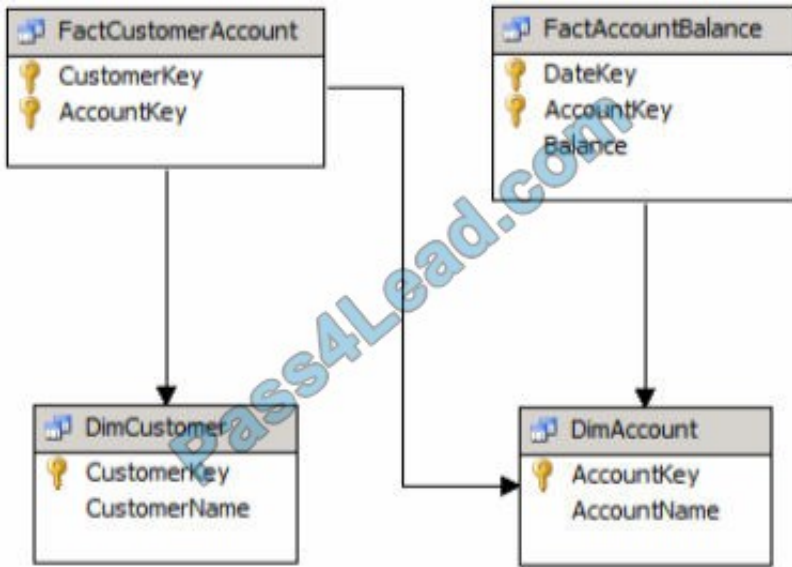 FactCustomerAccount
CustomerKey
AccountKey
FactAccountBalance
DateKey
AccountKey
Balance
Pass4Lead.com
DimCustomer
CustomerKey
CustomerName
DimAccount
AccountKey
AccountName